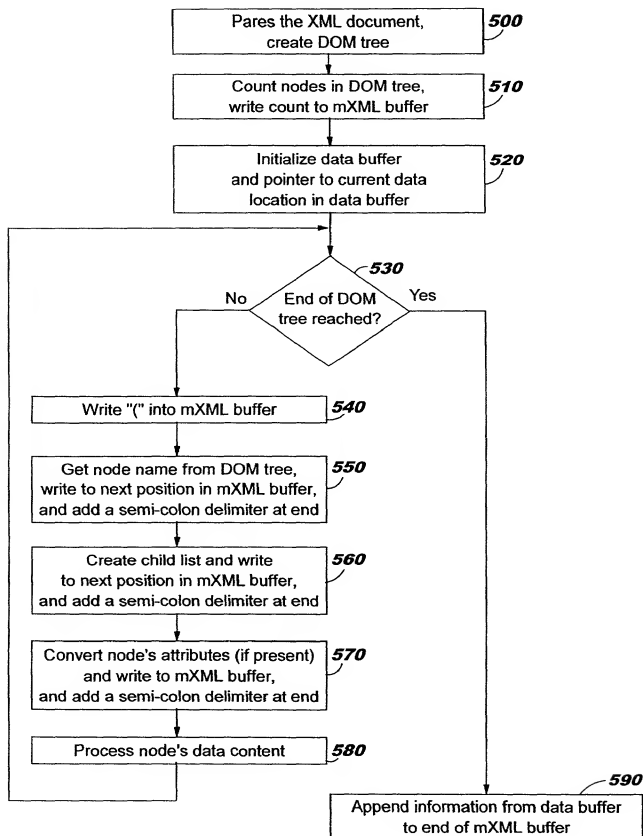 Pares the XML document,
create DOM tree
500
Count nodes in DOM tree,
write count to mXML buffer
510
Initialize data buffer
and pointer to current data
location in data buffer
520
530
No
End of DOM
tree reached?
Yes
Write "(" into mXML buffer
540
Get node name from DOM tree,
write to next position in mXML buffer,
and add a semi-colon delimiter at end
550
Create child list and write
to next position in mXML buffer,
and add a semi-colon delimiter at end
560
Convert node's attributes (if present)
and write to mXML buffer,
and add a semi-colon delimiter at end
570
Process node's data content
580
590
Append information from data buffer
to end of mXML buffer